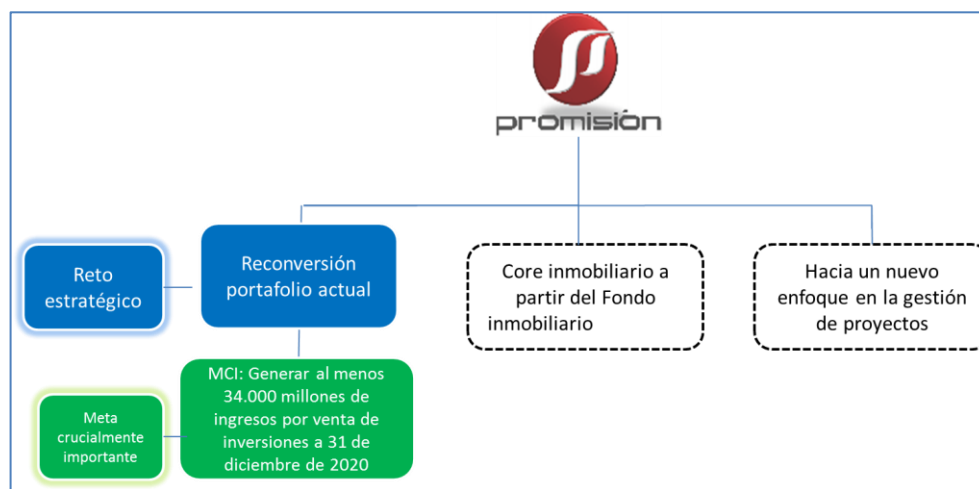 promisión
Reto
estratégico
Reconversión
portafolio actual
Core inmobiliario a
partir del Fondo
inmobiliario
Hacia un nuevo
enfoque en la gestión
de proyectos
Meta
crucialmente
importante
MCI: Generar al menos
34.000 millones de
ingresos por venta de
inversiones a 31 de
diciembre de 2020